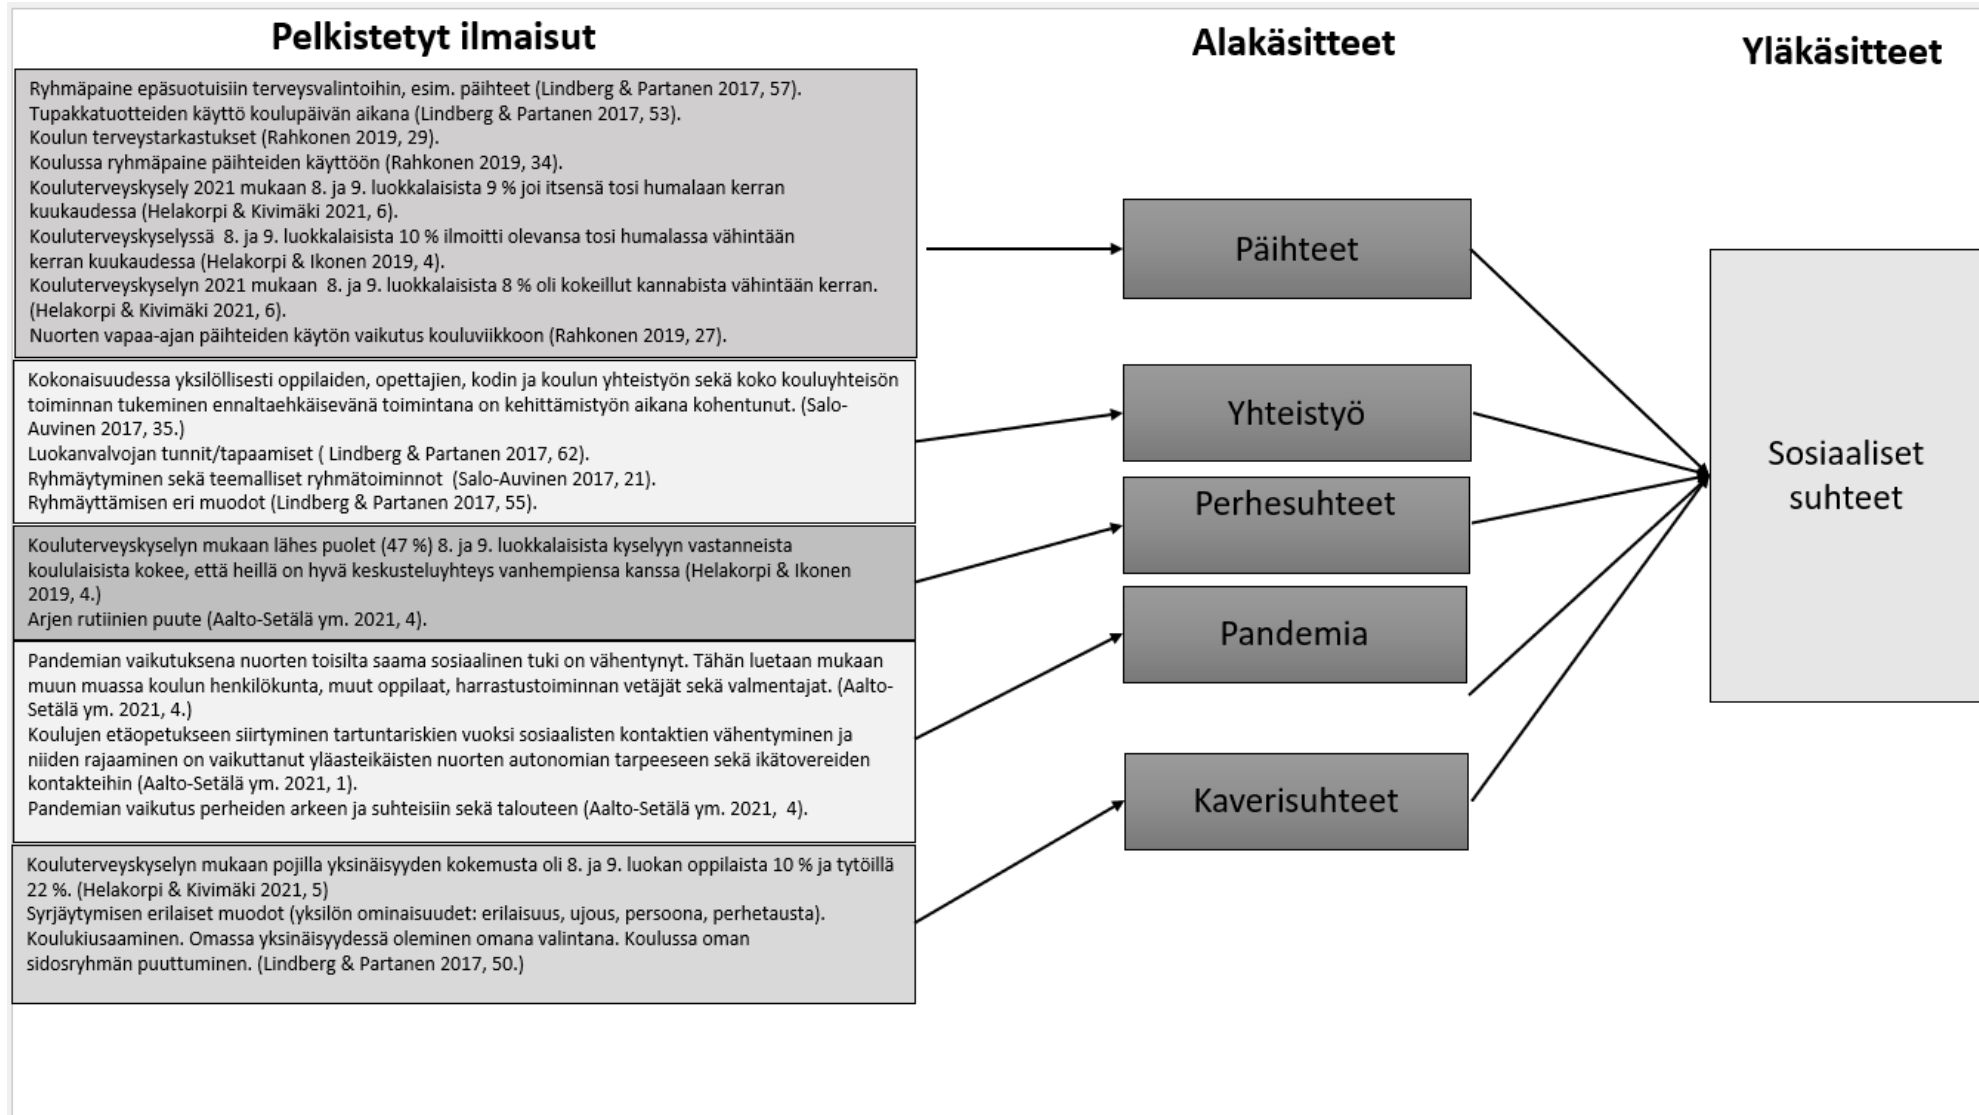 Pelkistetyt ilmaisut
Alakäsitteet
Yläkäsitteet
Ryhmäpaine epäsuotuisiin terveysvalintoihin, esim. päihteet (Lindberg & Partanen 2017, 57).
Tupakkatuotteiden käyttö koulupäivän aikana (Lindberg & Partanen 2017, 53).
Koulun terveystarkastukset (Rahkonen 2019, 29).
Koulussa ryhmäpaine päihteiden käyttöön (Rahkonen 2019, 34).
Kouluterveyskysely 2021 mukaan 8. ja 9. luokkalaisista 9 % joi itsensä tosi humalaan kerran
kuukaudessa (Helakorpi & Kivimäki 2021, 6).
Kouluterveyskyselyssä  8. ja 9. luokkalaisista 10 % ilmoitti olevansa tosi humalassa vähintään
kerran kuukaudessa (Helakorpi & Ikonen 2019, 4).
Kouluterveyskyselyn 2021 mukaan  8. ja 9. luokkalaisista 8 % oli kokeillut kannabista vähintään kerran.
(Helakorpi & Kivimäki 2021, 6).
Nuorten vapaa-ajan päihteiden käytön vaikutus kouluviikkoon (Rahkonen 2019, 27).
Kokonaisuudessa yksilöllisesti oppilaiden, opettajien, kodin ja koulun yhteistyön sekä koko kouluyhteisön
toiminnan tukeminen ennaltaehkäisevänä toimintana on kehittämistyön aikana kohentunut. (Salo-
Auvinen 2017, 35.)
Luokanvalvojan tunnit/tapaamiset ( Lindberg & Partanen 2017, 62).
Ryhmäytyminen sekä teemalliset ryhmätoiminnot  (Salo-Auvinen 2017, 21).
Ryhmäyttämisen eri muodot (Lindberg & Partanen 2017, 55).
Kouluterveyskyselyn mukaan lähes puolet (47 %) 8. ja 9. luokkalaisista kyselyyn vastanneista
koululaisista kokee, että heillä on hyvä keskusteluyhteys vanhempiensa kanssa (Helakorpi & Ikonen
2019, 4.)
Arjen rutiinien puute (Aalto-Setälä ym. 2021, 4).
Pandemian vaikutuksena nuorten toisilta saama sosiaalinen tuki on vähentynyt. Tähän luetaan mukaan
muun muassa koulun henkilökunta, muut oppilaat, harrastustoiminnan vetäjät sekä valmentajat. (Aalto-
Setälä ym. 2021, 4.)
Koulujen etäopetukseen siirtyminen tartuntariskien vuoksi sosiaalisten kontaktien vähentyminen ja
niiden rajaaminen on vaikuttanut yläasteikäisten nuorten autonomian tarpeeseen sekä ikätovereiden
kontakteihin (Aalto-Setälä ym. 2021, 1).
Pandemian vaikutus perheiden arkeen ja suhteisiin sekä talouteen (Aalto-Setälä ym. 2021,  4).
Kouluterveyskyselyn mukaan pojilla yksinäisyyden kokemusta oli 8. ja 9. luokan oppilaista 10 % ja tytöillä
22 %. (Helakorpi & Kivimäki 2021, 5)
Syrjäytymisen erilaiset muodot (yksilön ominaisuudet: erilaisuus, ujous, persoona, perhetausta).
Koulukiusaaminen. Omassa yksinäisyydessä oleminen omana valintana. Koulussa oman
sidosryhmän puuttuminen. (Lindberg & Partanen 2017, 50.)
Päihteet
Yhteistyö
Perhesuhteet
Pandemia
Kaverisuhteet
Sosiaaliset
suhteet